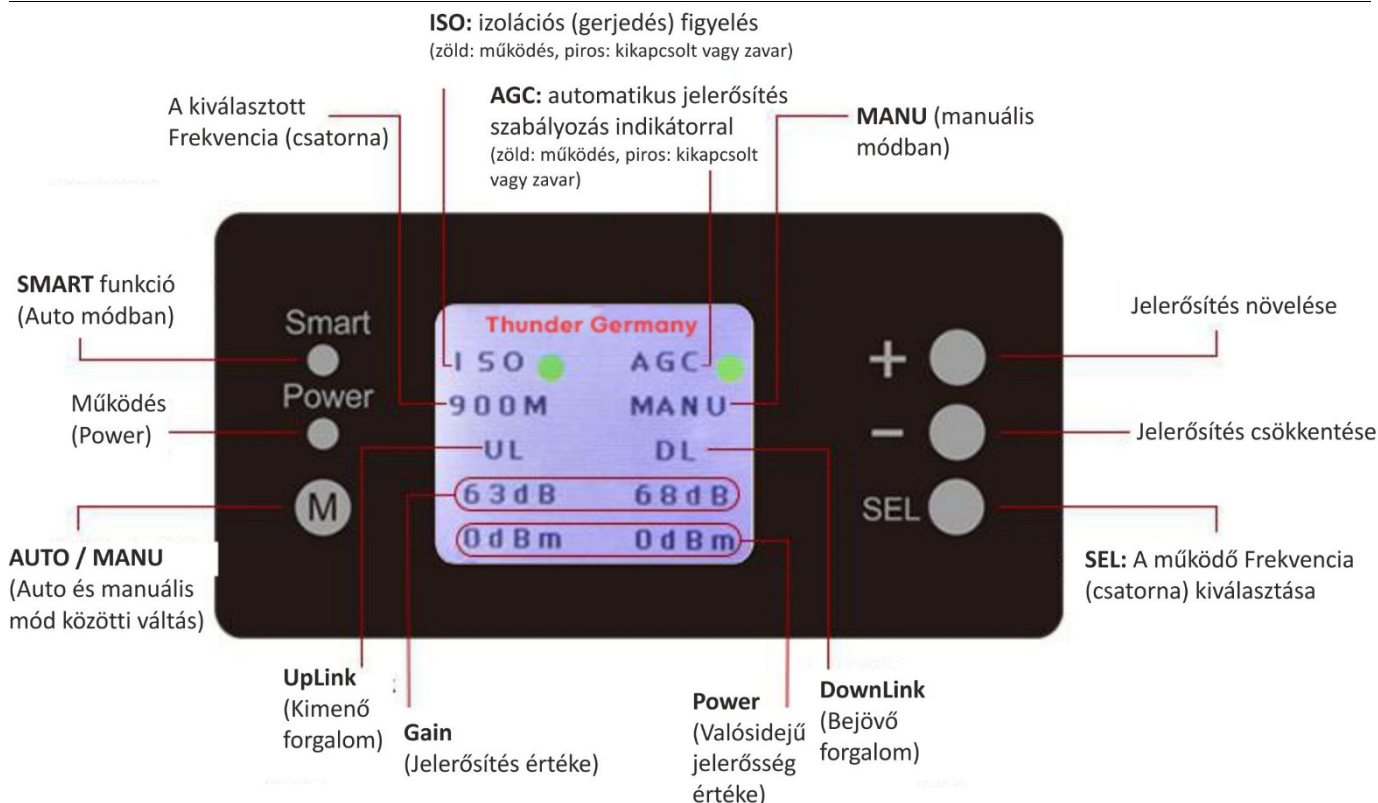 ISO: izolációs (gerjedés) figyelés
(zöld: működés, piros: kikapcsolt vagy zavar)
A kiválasztott
Frekvencia (csatorna)
AGC: automatikus jelerősítés
szabályozás indikátorral
(zöld: működés, piros: kikapcsolt
vagy zavar)
MANU (manuális
módban)
SMART funkció
(Auto módban)
Működés
(Power)
AUTO / MANU
(Auto és manuális
mód közötti váltás)
Smart
Power
M
Thunder Germany
ISO AGC
900M MANU
UL DL
63dB 68dB
0dBm 0dBm
+
−
SEL
Jelerősítés növelése
Jelerősítés csökkentése
SEL: A működő Frekvencia
(csatorna) kiválasztása
UpLink
(Kimenő
forgalom)
Gain
(Jelerősítés értéke)
Power
(Valósidejű
jelerősség
értéke)
DownLink
(Bejövő
forgalom)